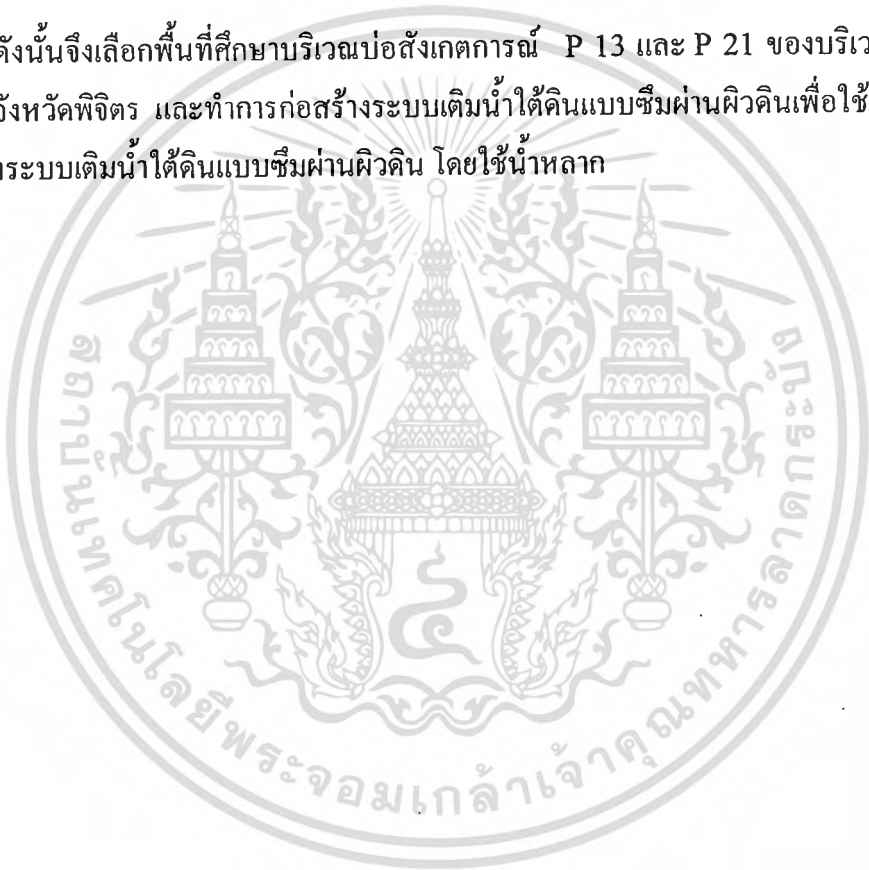 ดังนั้นจึงเลือกพื้นที่ศึกษาบริเวณบ่อสังเกตการณ์ P 13 และ P 21 ของบริเว
จังหวัดพิจิตร และทำการก่อสร้างระบบเติมน้ำใต้ดินแบบซึมผ่านผิวดินเพื่อใช้
ระบบเติมน้ำใต้ดินแบบซึมผ่านผิวดิน โดยใช้น้ำหลาก
สถาบันเทคโนโลยีพระจอมเกล้าเจ้าคุณทหารลาดกระบัง
๔